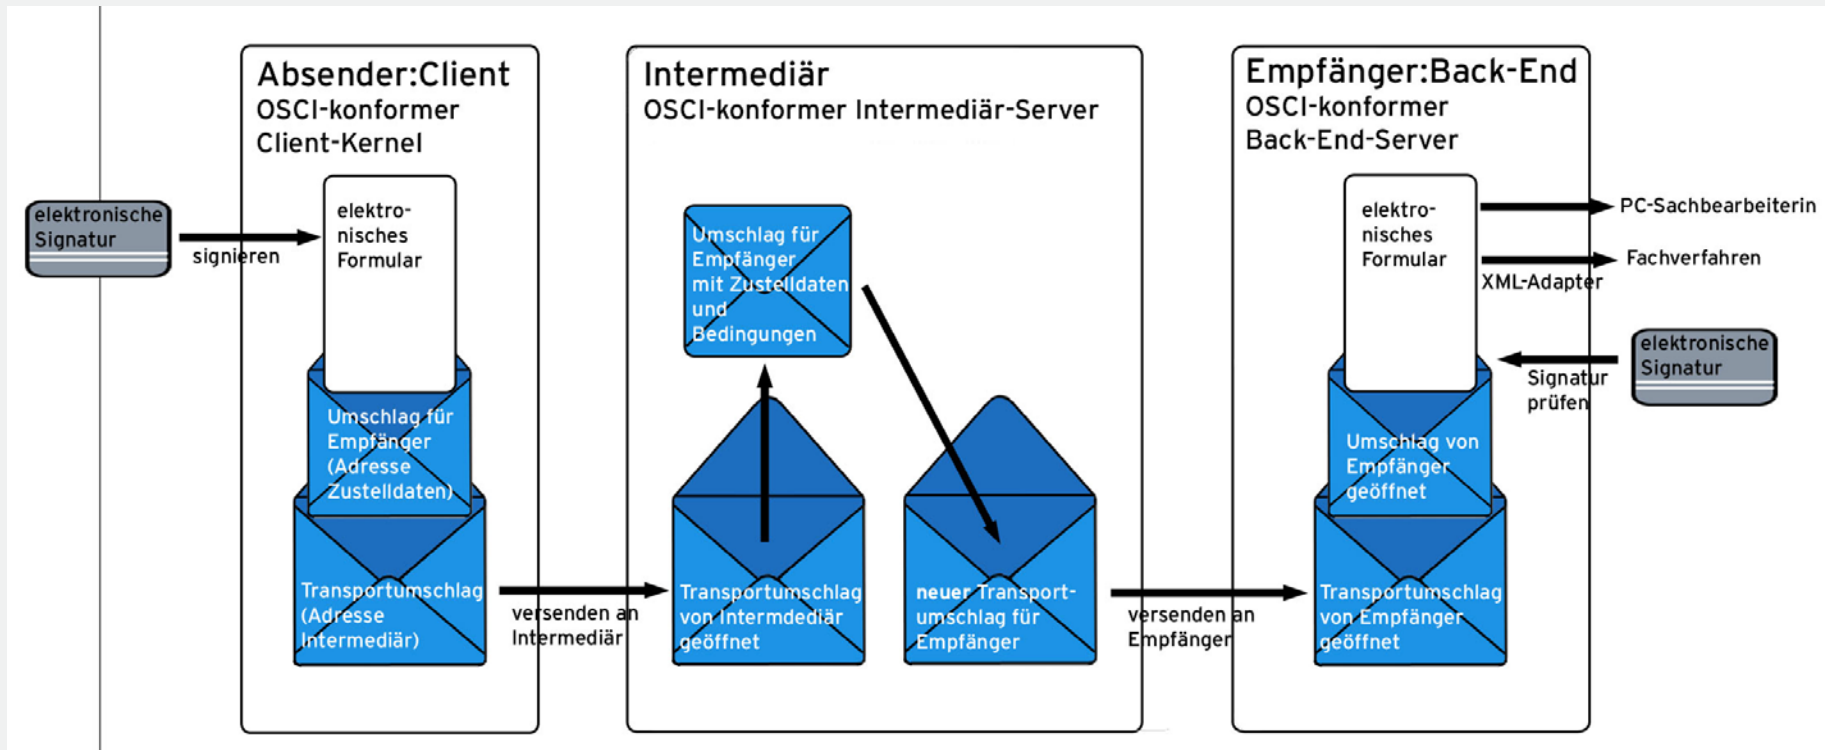 elektronische
Signatur
signieren
Absender:Client
OSCI-konformer
Client-Kernel
elektro-
nisches
Formular
Umschlag für
Empfänger
(Adresse
Zustelldaten)
Transportumschlag
(Adresse
Intermediär)
versenden an
Intermediär
Intermediär
OSCI-konformer Intermediär-Server
Umschlag für
Empfänger
mit Zustelldaten
und
Bedingungen
Transportumschlag
von Intermdediär
geöffnet
neuer Transport-
umschlag für
Empfänger
versenden an
Empfänger
Empfänger:Back-End
OSCI-konformer
Back-End-Server
elektro-
nisches
Formular
PC-Sachbearbeiterin
Fachverfahren
XML-Adapter
elektronische
Signatur
Signatur
prüfen
Umschlag von
Empfänger
geöffnet
Transportumschlag
von Empfänger
geöffnet